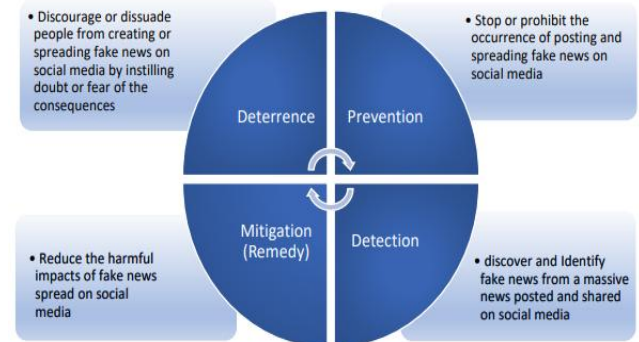 • Discourage or dissuade
people from creating or
spreading fake news on
social media by instilling
doubt or fear of the
consequences
• Stop or prohibit the
occurrence of posting and
spreading fake news on
social media
Deterrence
Prevention
Mitigation
(Remedy)
Detection
• Reduce the harmful
impacts of fake news
spread on social
media
• discover and Identify
fake news from a massive
news posted and shared
on social media